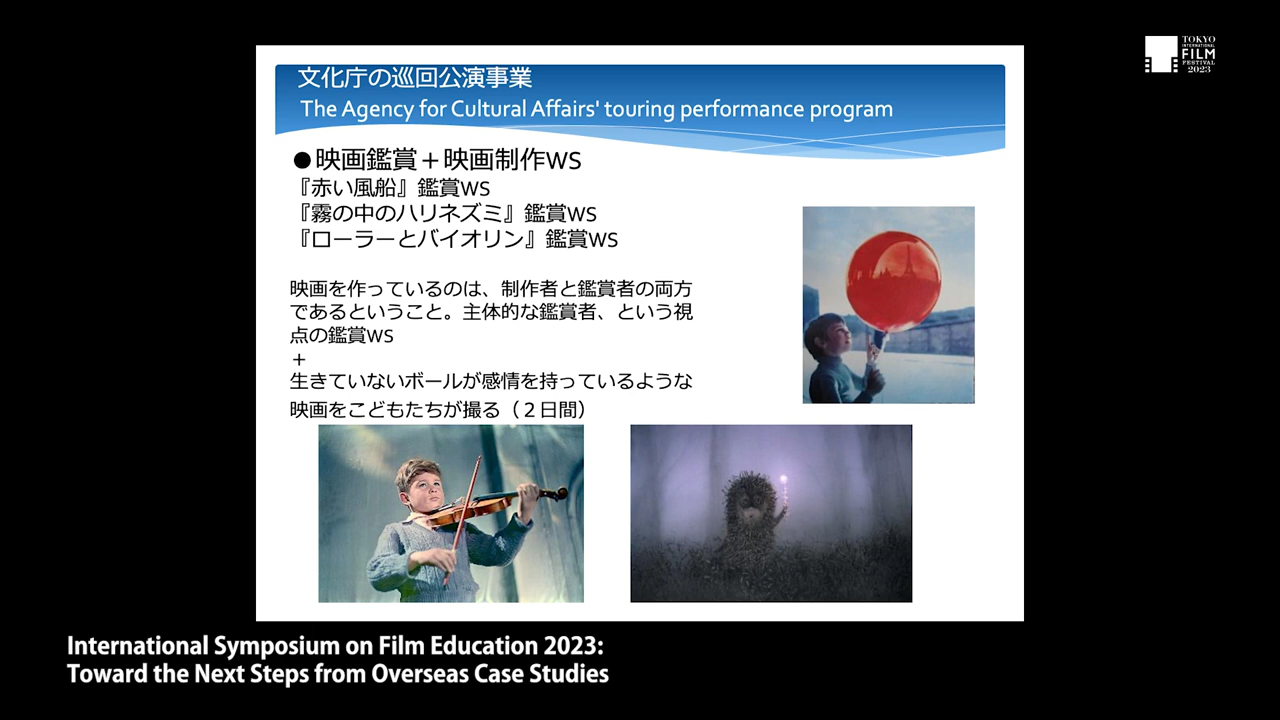 TOKYO
INTERNATIONAL
FILM
FESTIVAL
2023
文化庁の巡回公演事業
The Agency for Cultural Affairs' touring performance program
●映画鑑賞＋映画制作WS
『赤い風船』鑑賞WS
『霧の中のハリネズミ』鑑賞WS
『ローラーとバイオリン』鑑賞WS
映画を作っているのは、制作者と鑑賞者の両方
であるということ。主体的な鑑賞者、という視
点の鑑賞WS
＋
生きていないボールが感情を持っているような
映画をこどもたちが撮る（２日間）
International Symposium on Film Education 2023:
Toward the Next Steps from Overseas Case Studies